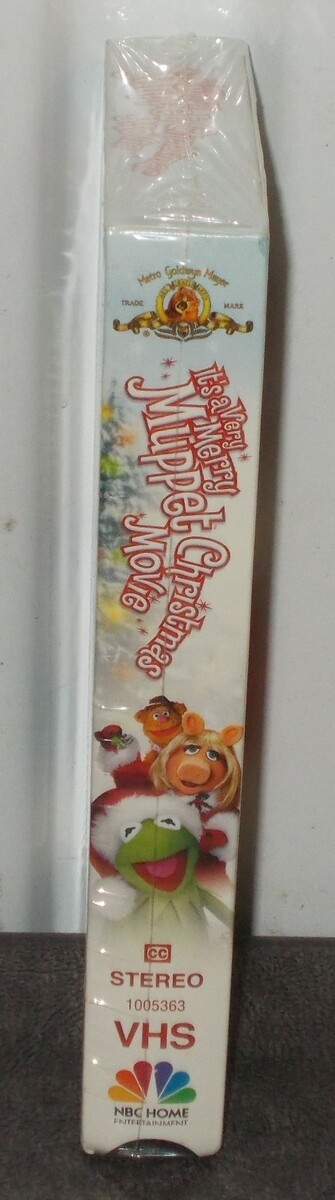 Metro Goldwyn Mayer
TRADE MARK
®
It's a Very
Merry
Muppet Christmas
Movie
CC
STEREO
1005363
VHS
NBC HOME
ENTERTAINMENT